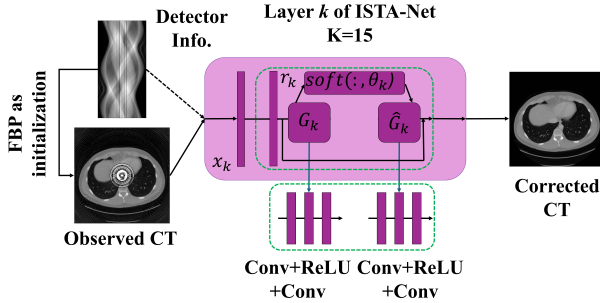 Detector
Info.
Layer k of ISTA-Net
K=15
FBP as
initialization
r_k
soft(:,θ_k)
G_k
Ĝ_k
x_k
Observed CT
Corrected
CT
Conv+ReLU
+Conv
Conv+ReLU
+Conv